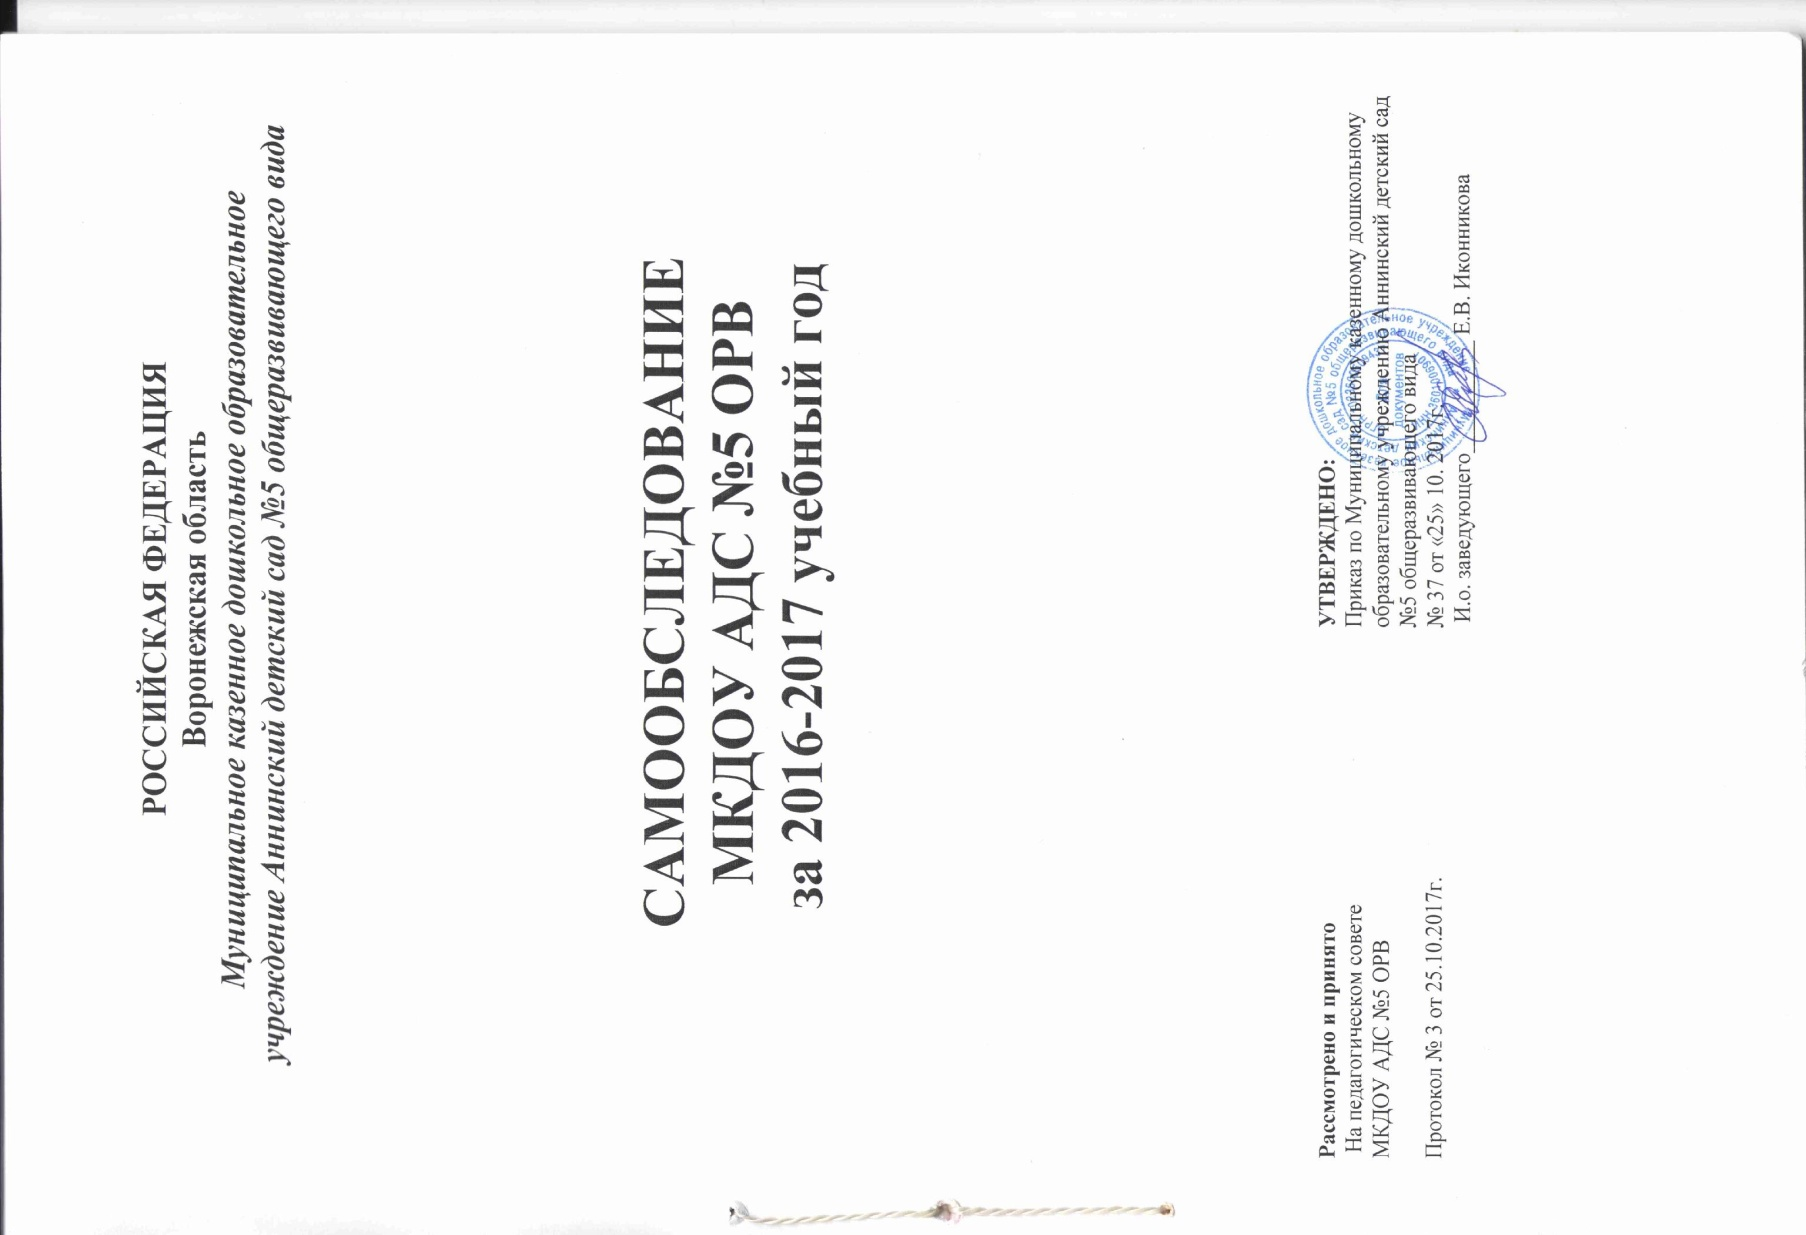 РОССИЙСКАЯ ФЕДЕРАЦИЯ
Воронежская область
Муниципальное казенное дошкольное образовательное
учреждение Аннинский детский сад №5 общеразвивающего вида
САМООБСЛЕДОВАНИЕ
МКДОУ АДС №5 ОРВ
за 2016-2017 учебный год
Рассмотрено и принято
На педагогическом совете
МКДОУ АДС №5 ОРВ
Протокол № 3 от 25.10.2017г.
УТВЕРЖДЕНО:
Приказ по Муниципальному казенному дошкольному
образовательному учреждению Аннинский детский сад
№5 общеразвивающего вида
№ 37 от «25» 10. 2017г.
И.о. заведующего Е.В. Иконникова
документов